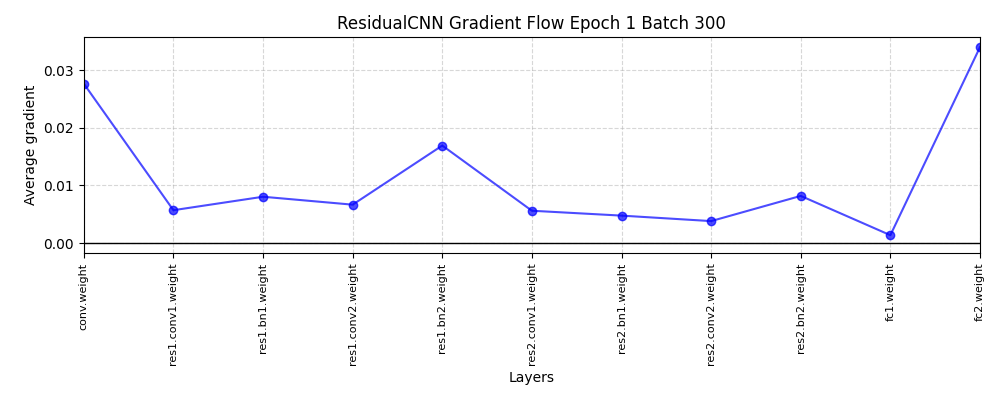 ResidualCNN Gradient Flow Epoch 1 Batch 300
Average gradient
0.03
0.02
0.01
0.00
conv.weight
res1.conv1.weight
res1.bn1.weight
res1.conv2.weight
res1.bn2.weight
res2.conv1.weight
res2.bn1.weight
res2.conv2.weight
res2.bn2.weight
fc1.weight
fc2.weight
Layers